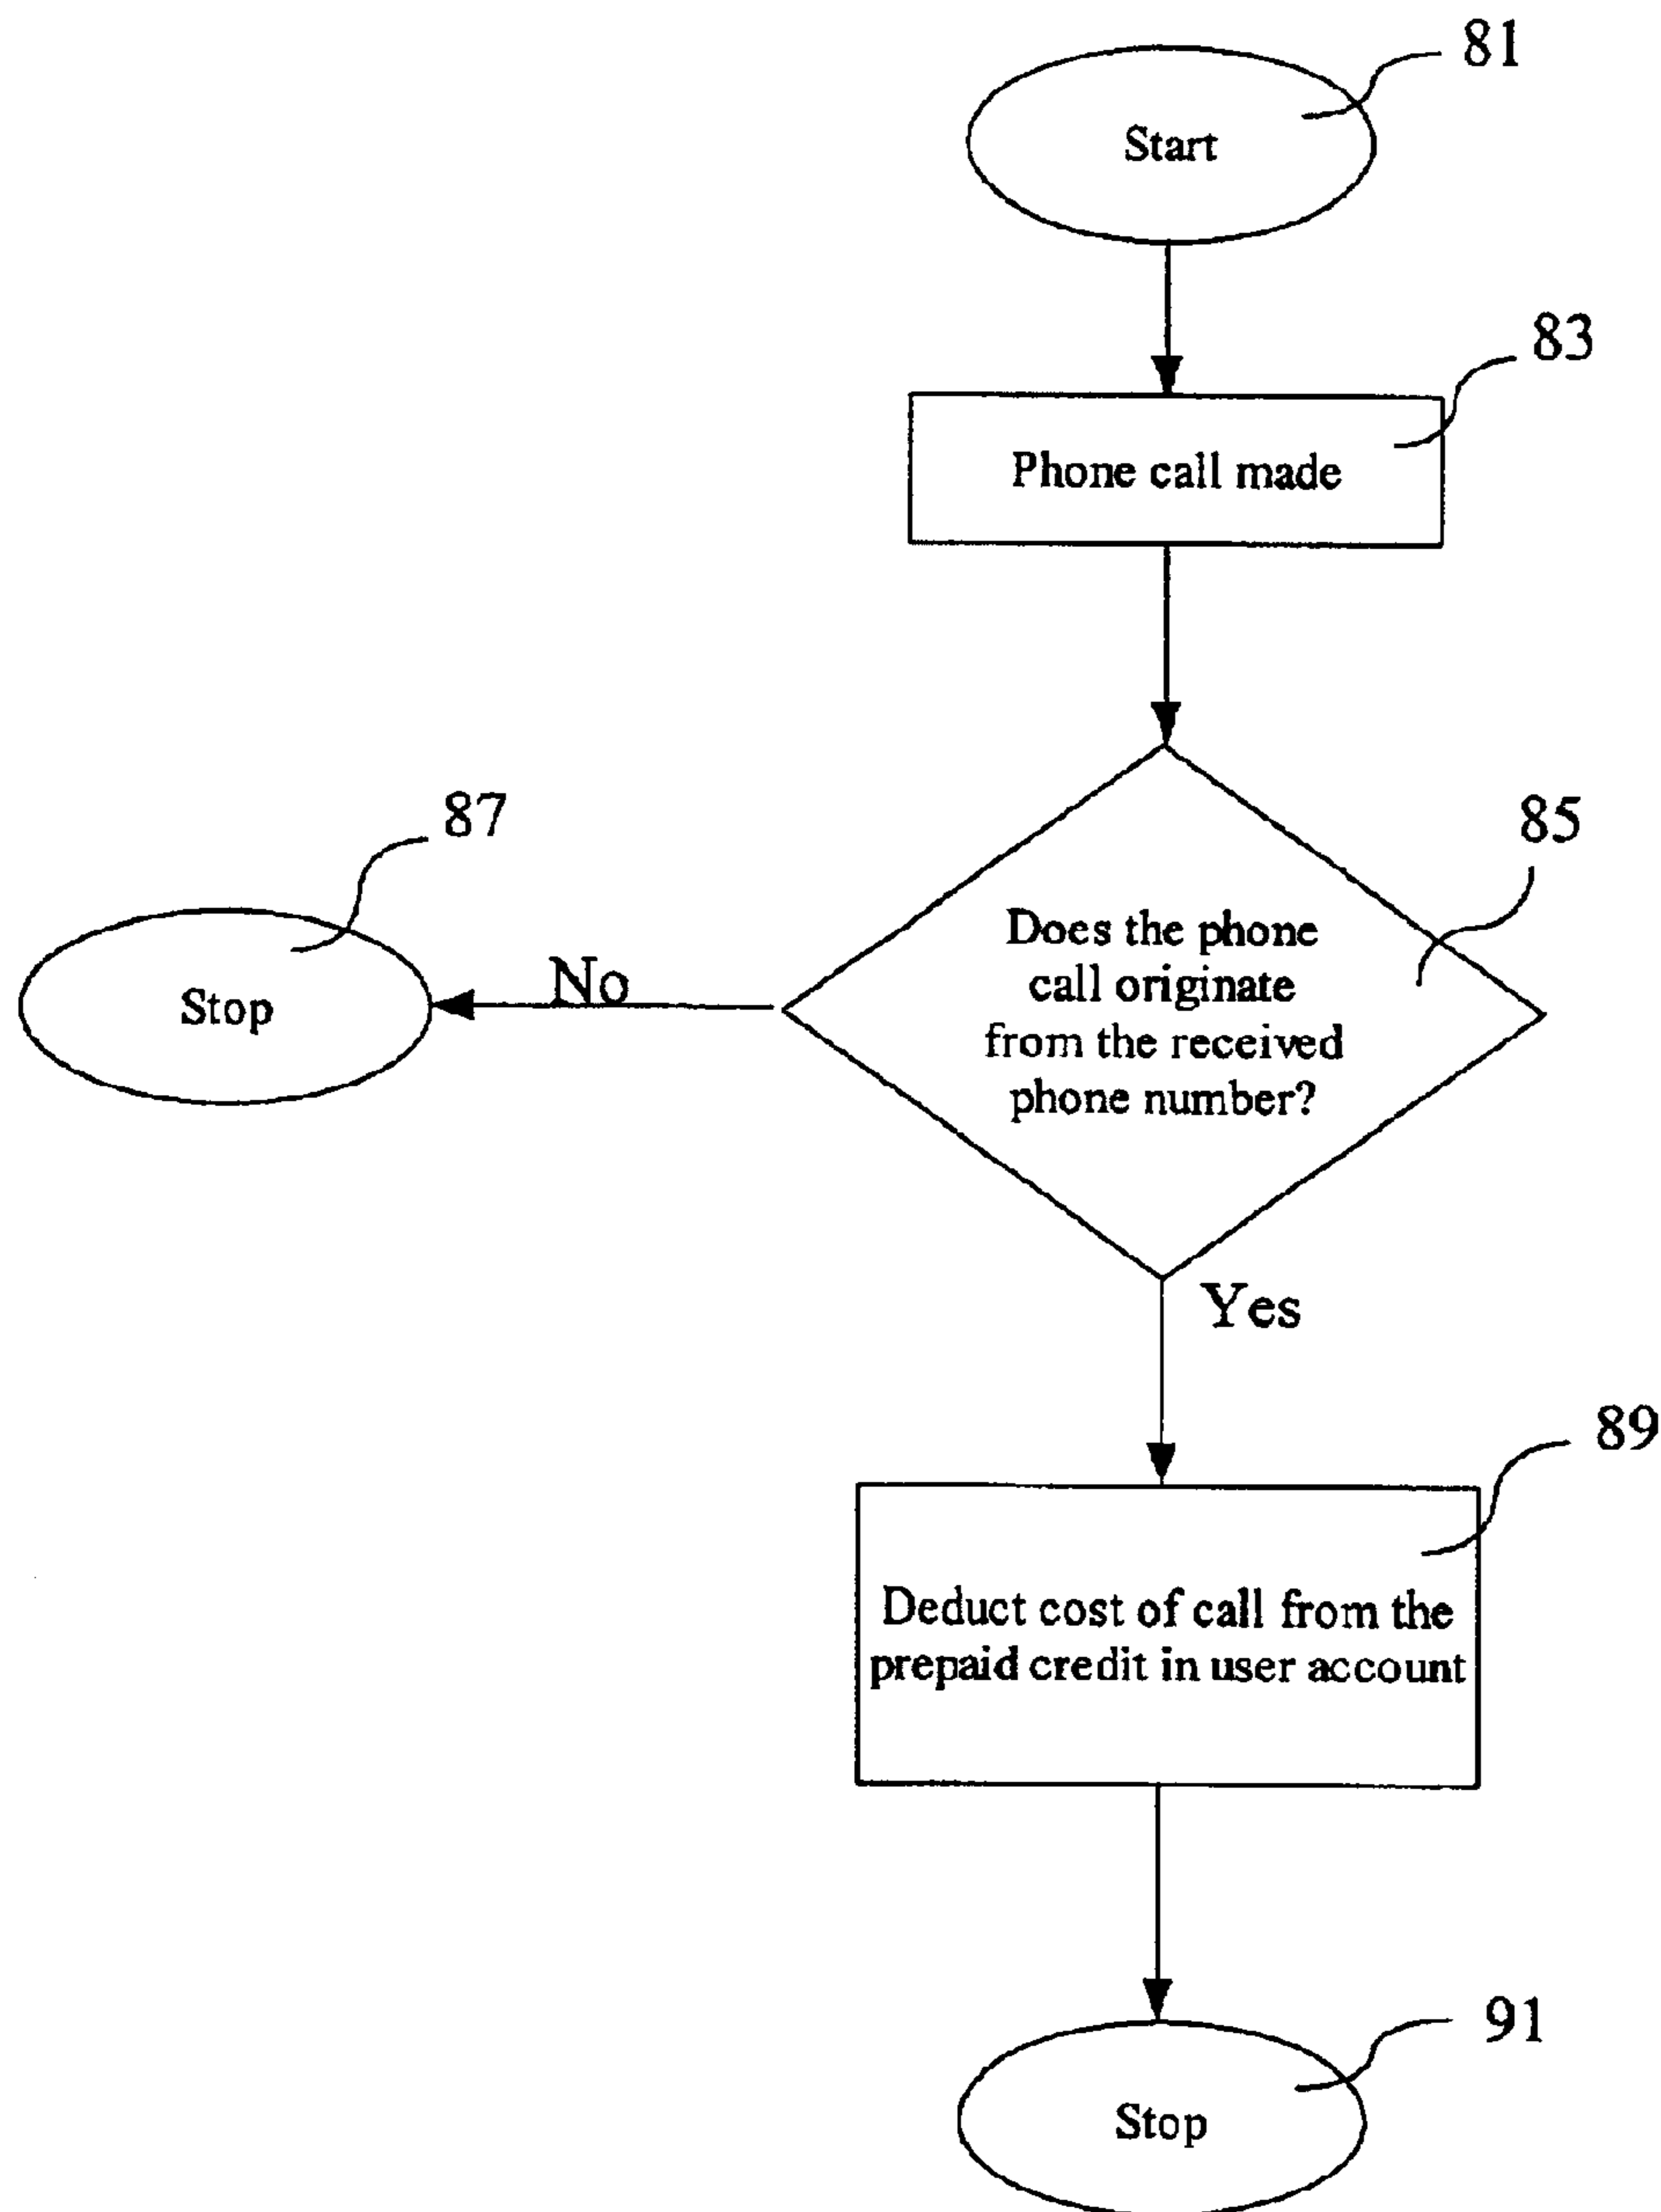 81
Start
83
Phone call made
87
85
Does the phone
call originate
from the received
phone number?
No
Stop
Yes
89
Deduct cost of call from the
prepaid credit in user account
91
Stop